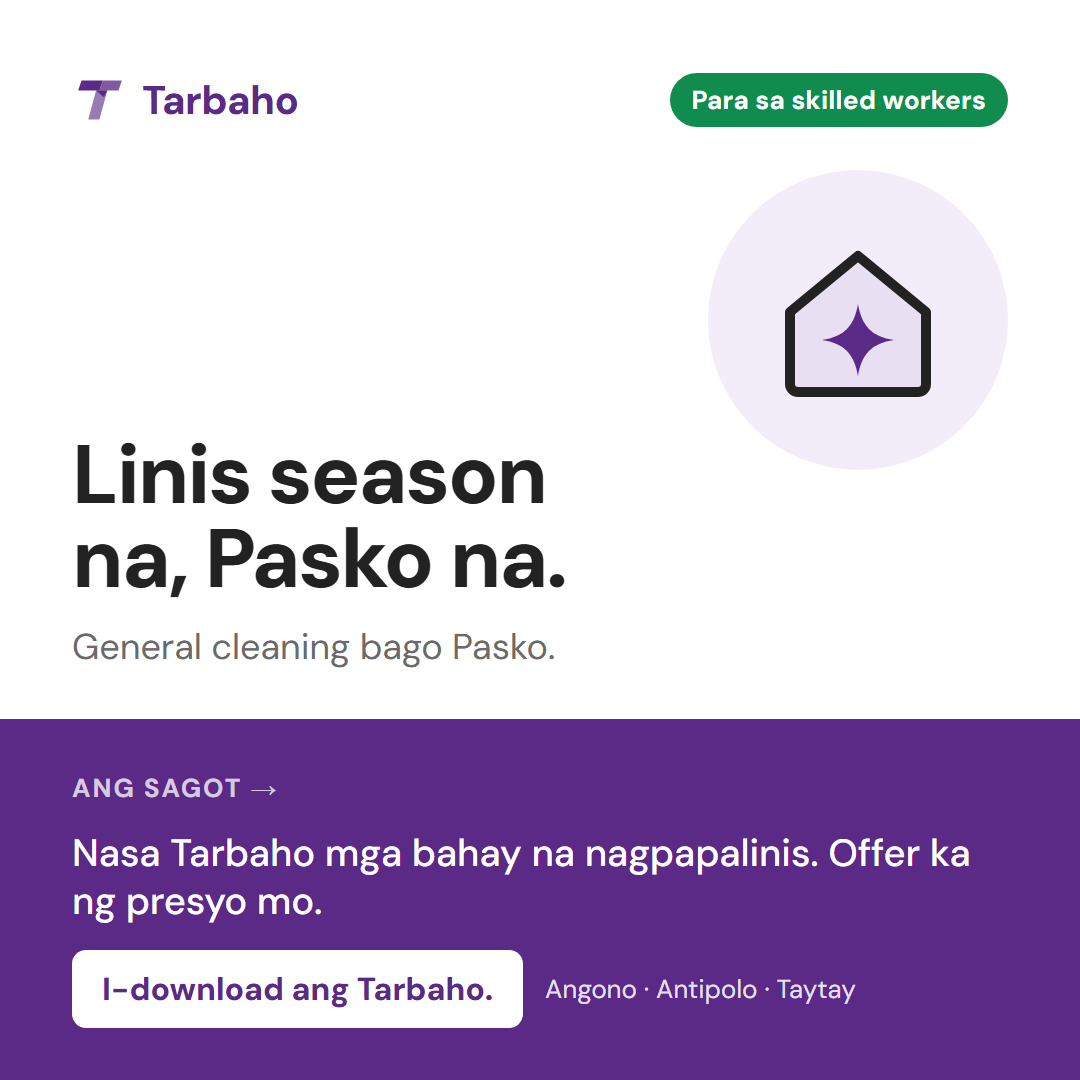 Tarbaho
Para sa skilled workers
Linis season
na, Pasko na.
General cleaning bago Pasko.
ANG SAGOT →
Nasa Tarbaho mga bahay na nagpapalinis. Offer ka
ng presyo mo.
I-download ang Tarbaho.
Angono · Antipolo · Taytay